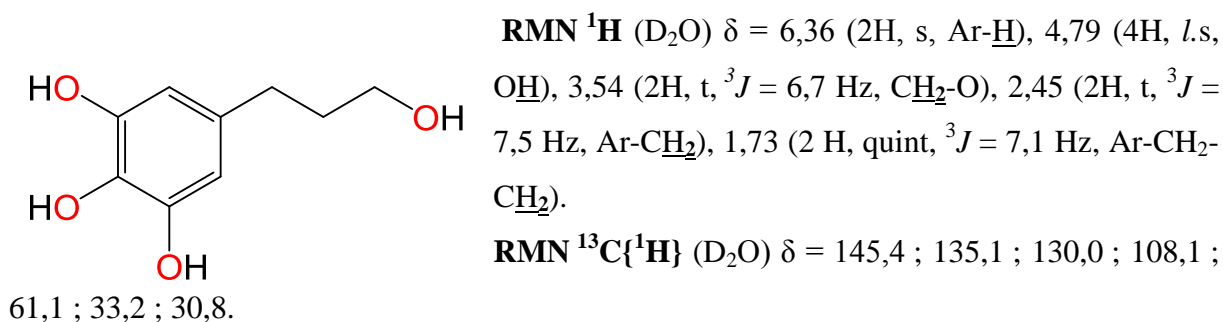 RMN ¹H (D₂O) δ = 6,36 (2H, s, Ar-H), 4,79 (4H, l.s,
OH), 3,54 (2H, t, ³J = 6,7 Hz, CH₂-O), 2,45 (2H, t, ³J =
7,5 Hz, Ar-CH₂), 1,73 (2 H, quint, ³J = 7,1 Hz, Ar-CH₂-
CH₂).
HO
OH
HO
OH
RMN ¹³C{¹H} (D₂O) δ = 145,4 ; 135,1 ; 130,0 ; 108,1 ;
61,1 ; 33,2 ; 30,8.